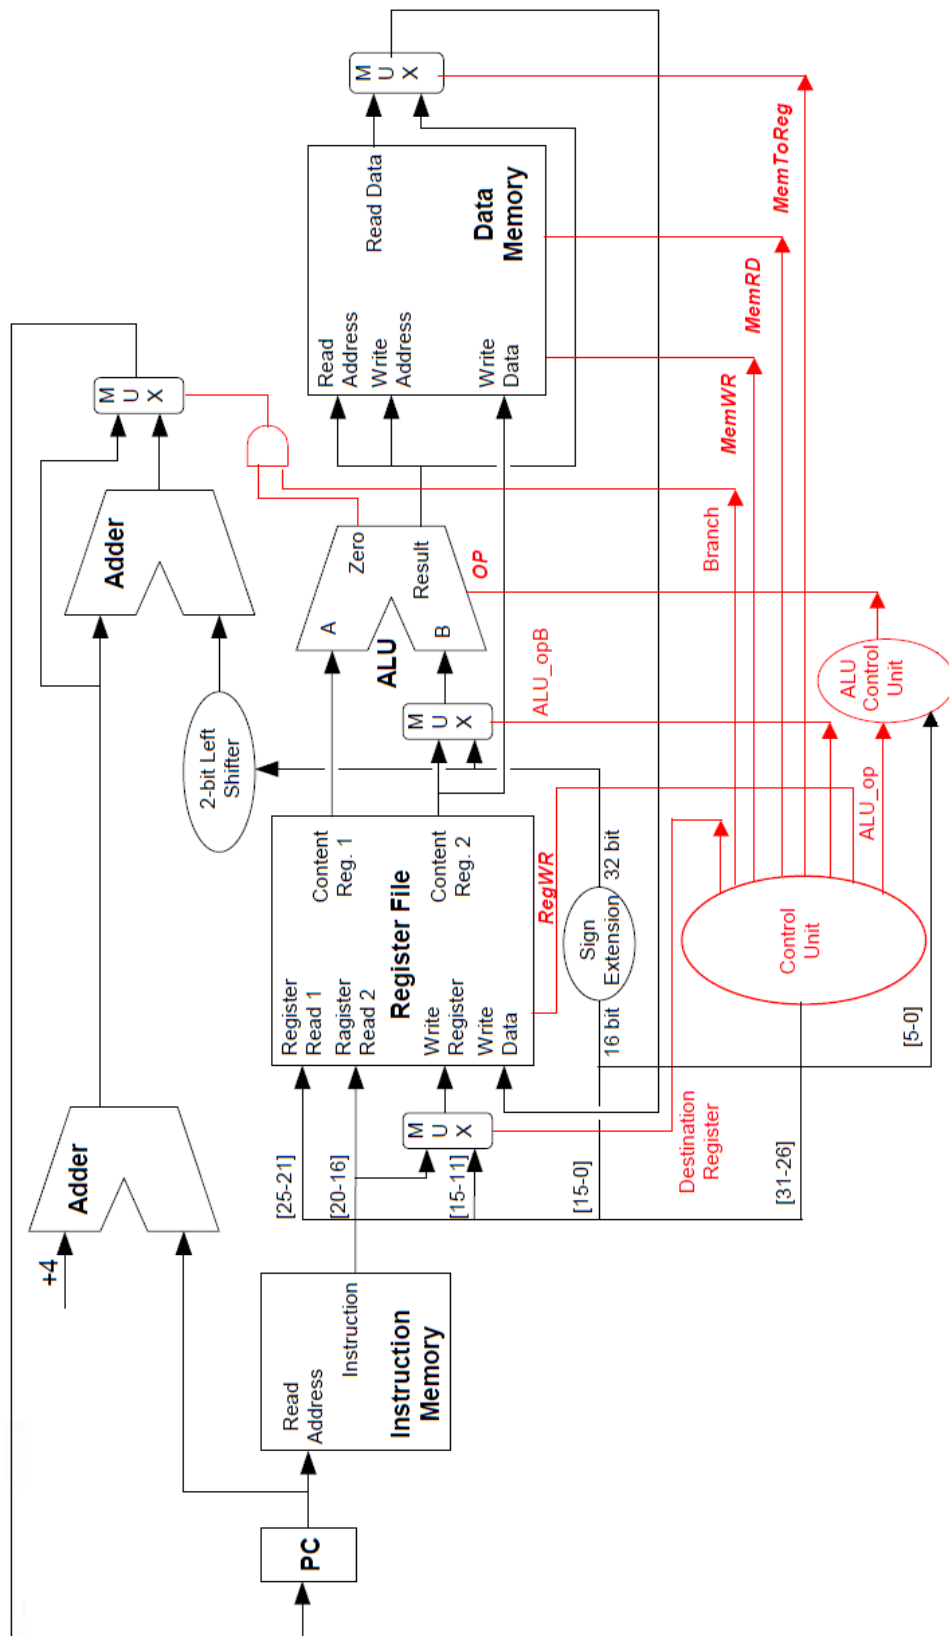 PC
Read
Address
Instruction
Instruction
Memory
+4
Adder
[25-21]
[20-16]
[15-11]
[15-0]
[31-26]
M
U
X
Destination
Register
Register
Read 1
Ragister
Read 2
Write
Register
Write
Data
Register File
Content
Reg. 1
Content
Reg. 2
RegWR
16 bit
Sign
Extension
32 bit
[5-0]
Control
Unit
2-bit Left
Shifter
M
U
X
ALU_opB
ALU_op
ALU
Control
Unit
A
B
ALU
Zero
Result
OP
Adder
Branch
M
U
X
Read
Address
Write
Address
Write
Data
Read Data
Data
Memory
MemWR
MemRD
MemToReg
M
U
X